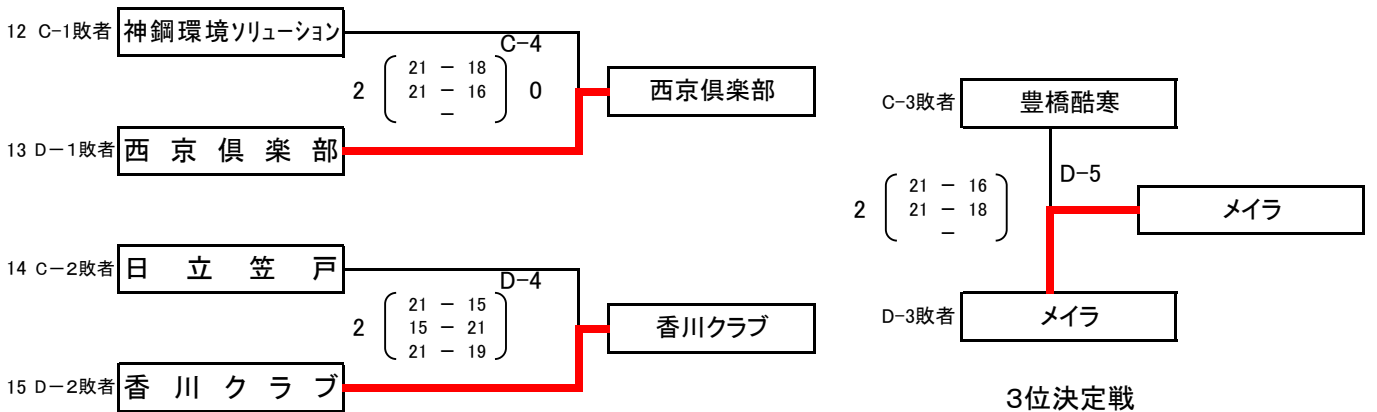 12 C-1敗者 神鋼環境ソリューション
C-4
2 21 － 18 0
21 － 16
－
西京倶楽部
13 D－1敗者 西京倶楽部
14 C－2敗者 日立笠戸
D-4
21 － 15
2 15 － 21
21 － 19
香川クラブ
15 D－2敗者 香川クラブ
C-3敗者 豊橋酷寒
D-5
2 21 － 16
21 － 18
－
メイラ
D-3敗者 メイラ
3位決定戦